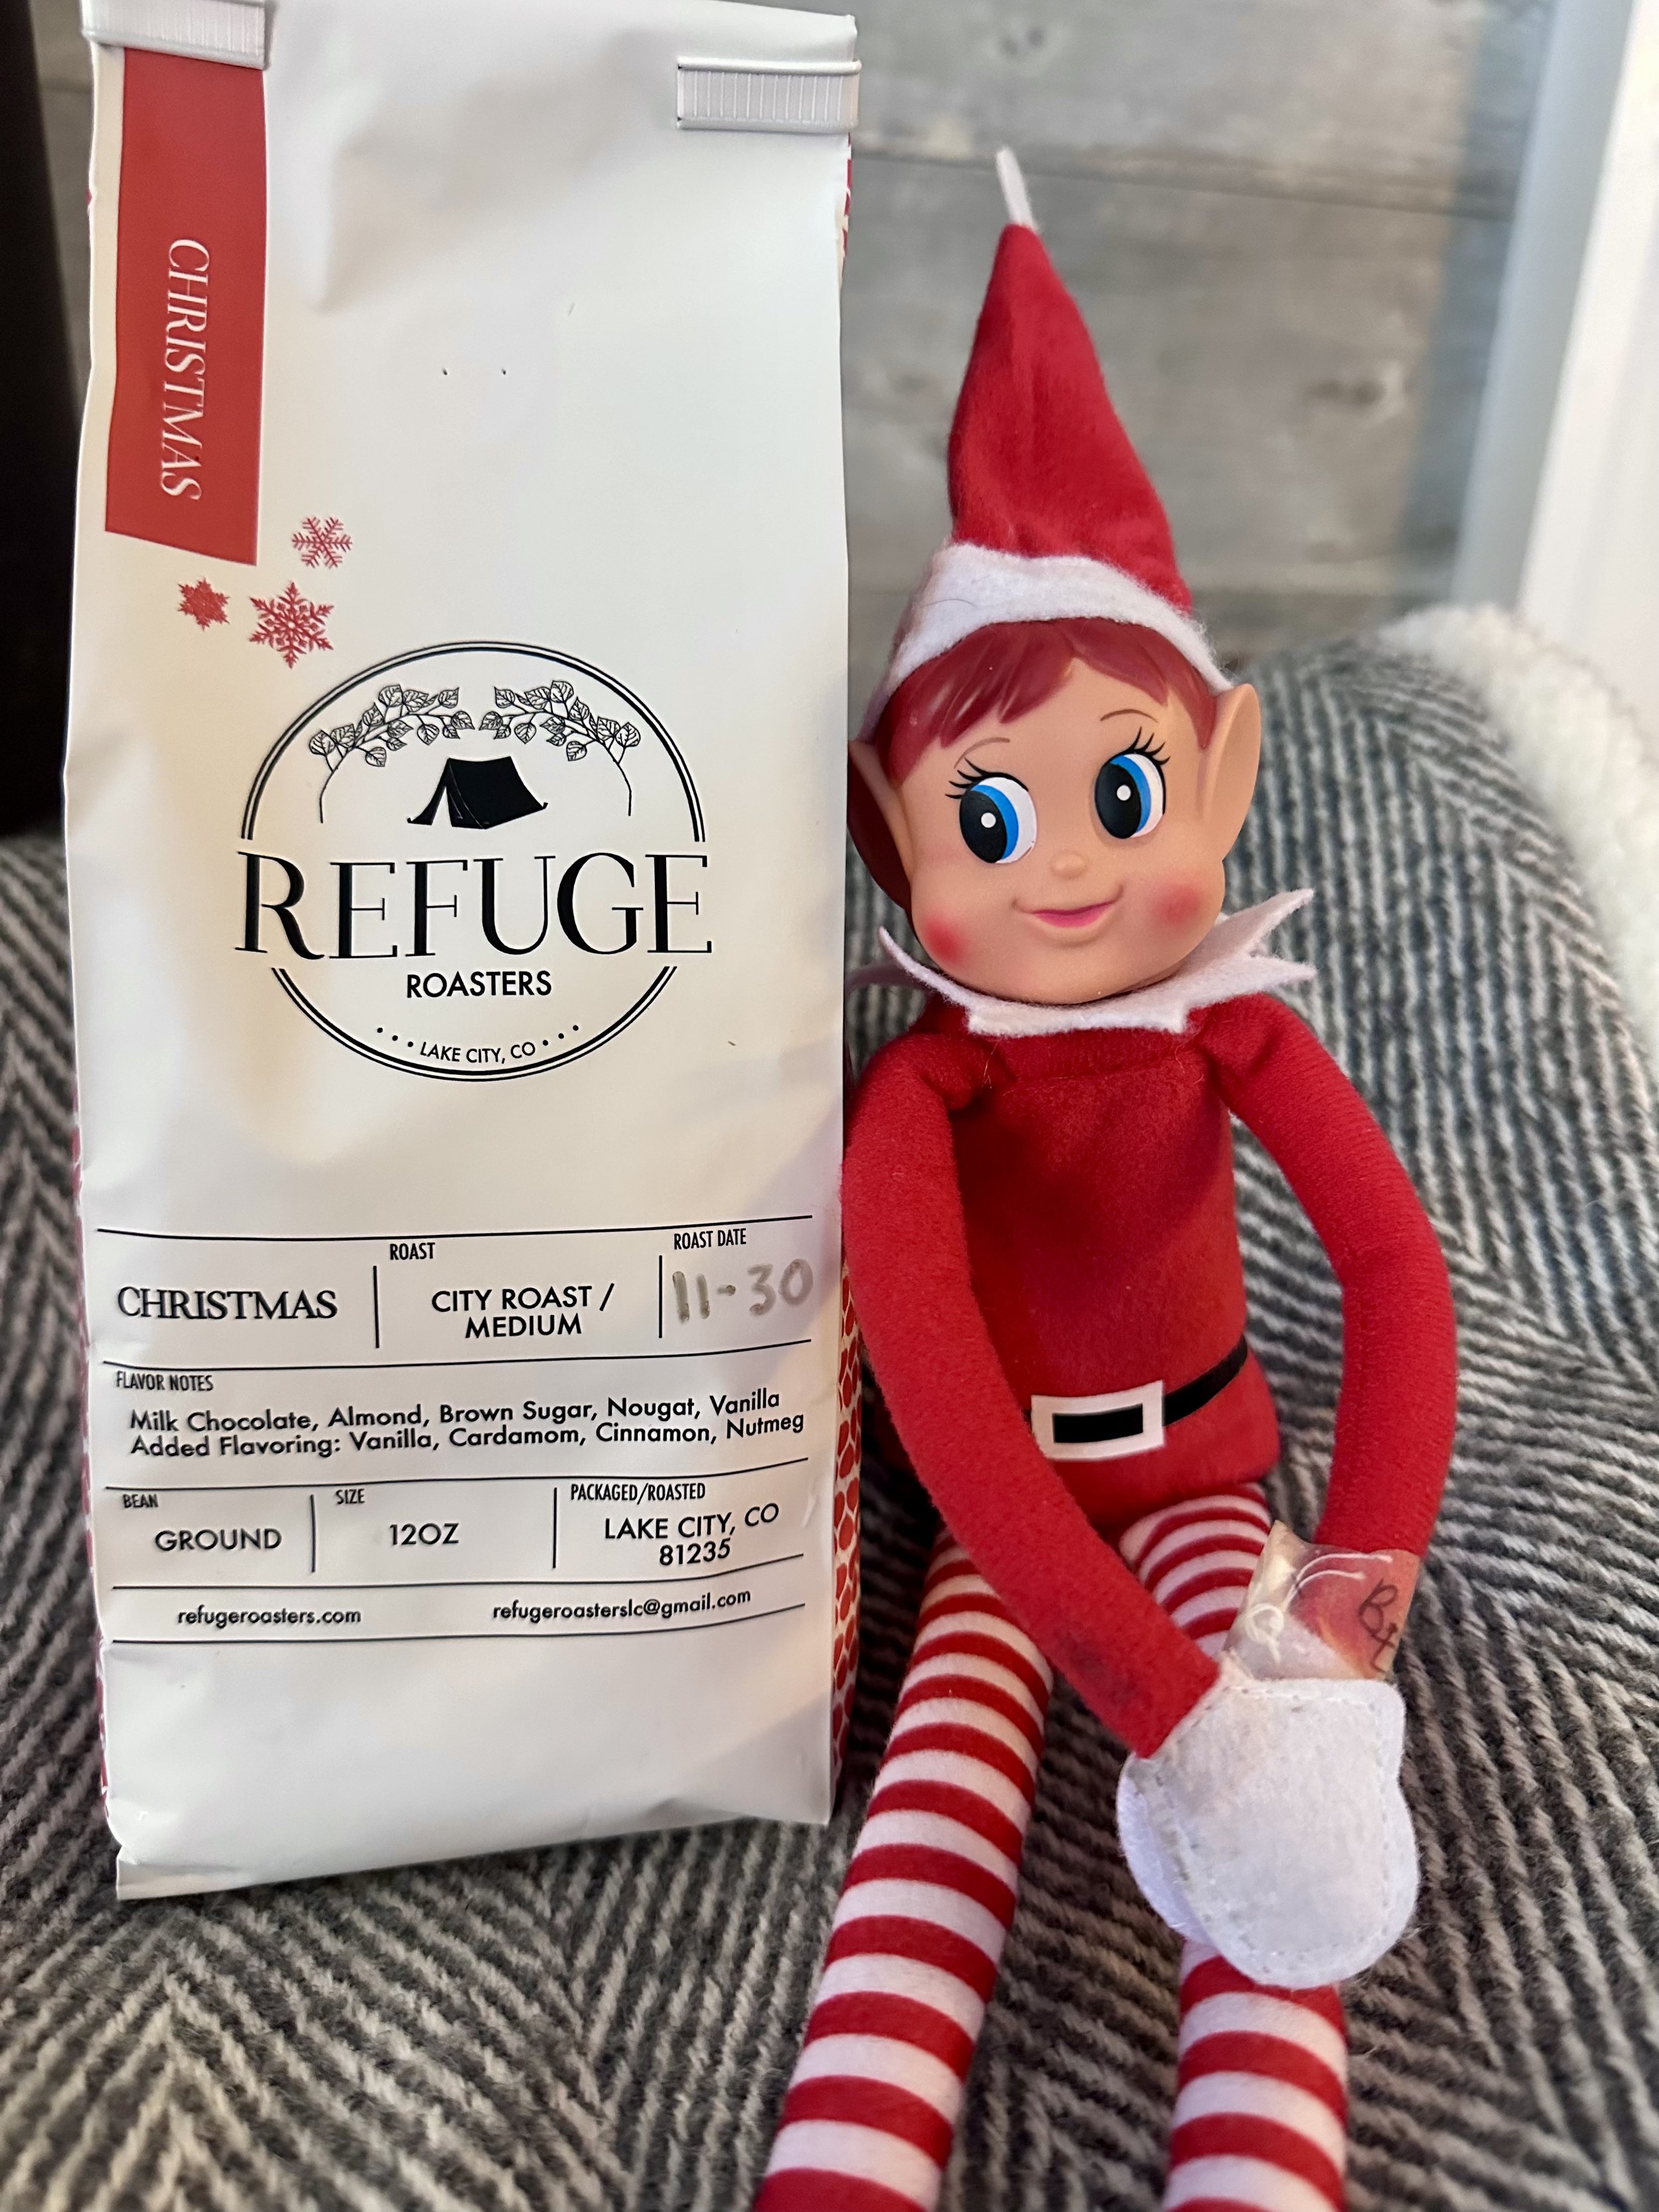 CHRISTMAS
REFUGE
ROASTERS
LAKE CITY, CO
CHRISTMAS
ROAST
CITY ROAST /
MEDIUM
ROAST DATE
11-30
FLAVOR NOTES
Milk Chocolate, Almond, Brown Sugar, Nougat, Vanilla
Added Flavoring: Vanilla, Cardamom, Cinnamon, Nutmeg
BEAN
GROUND
SIZE
12OZ
PACKAGED/ROASTED
LAKE CITY, CO
81235
refugeroasters.com
refugeroasterslc@gmail.com